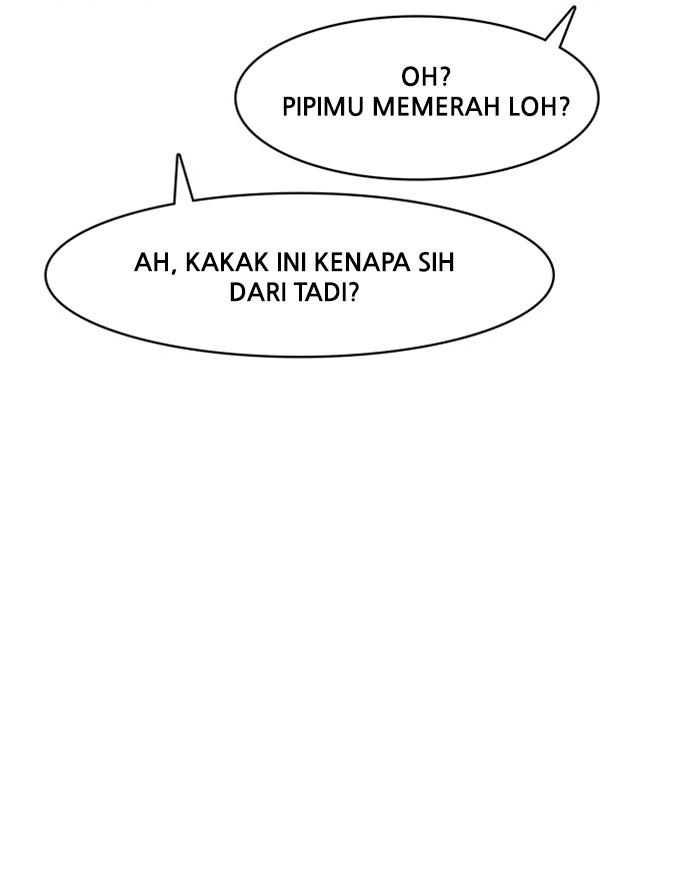 OH?
PIPIMU MEMERAH LOH?
AH, KAKAK INI KENAPA SIH
DARI TADI?